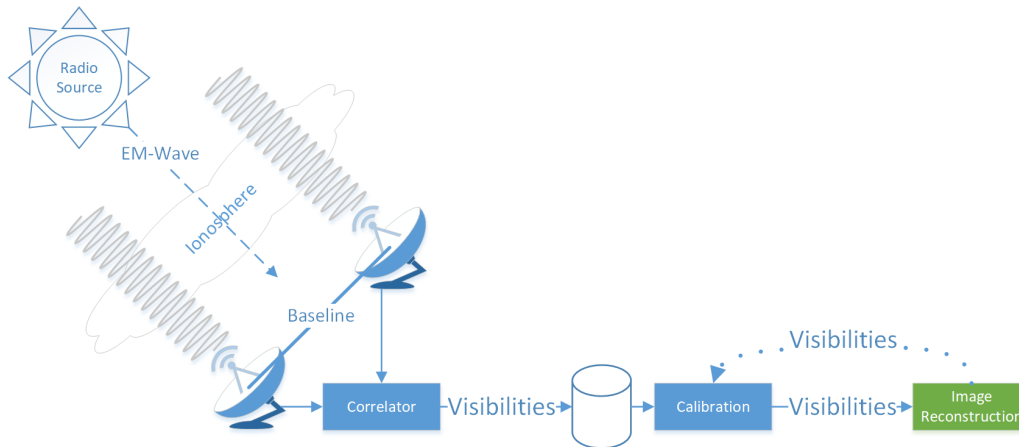 Radio
Source
EM-Wave
Ionosphere
Baseline
Correlator
Visibilities
Calibration
Visibilities
Visibilities
Image
Reconstruction